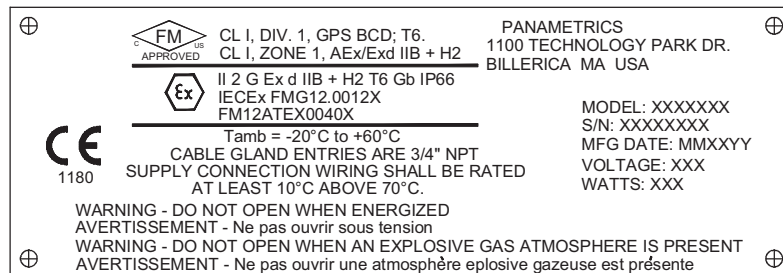 C FM US
APPROVED
CL I, DIV. 1, GPS BCD; T6.
CL I, ZONE 1, AEx/Exd IIB + H2
PANAMETRICS
1100 TECHNOLOGY PARK DR.
BILLERICA MA USA
Ex
II 2 G Ex d IIB + H2 T6 Gb IP66
IECEx FMG12.0012X
FM12ATEX0040X
MODEL: XXXXXXX
S/N: XXXXXXXX
MFG DATE: MMXXYY
VOLTAGE: XXX
WATTS: XXX
CE
1180
Tamb = -20°C to +60°C
CABLE GLAND ENTRIES ARE 3/4" NPT
SUPPLY CONNECTION WIRING SHALL BE RATED
AT LEAST 10°C ABOVE 70°C.
WARNING - DO NOT OPEN WHEN ENERGIZED
AVERTISSEMENT - Ne pas ouvrir sous tension
WARNING - DO NOT OPEN WHEN AN EXPLOSIVE GAS ATMOSPHERE IS PRESENT
AVERTISSEMENT - Ne pas ouvrir une atmosphère eplosive gazeuse est présente